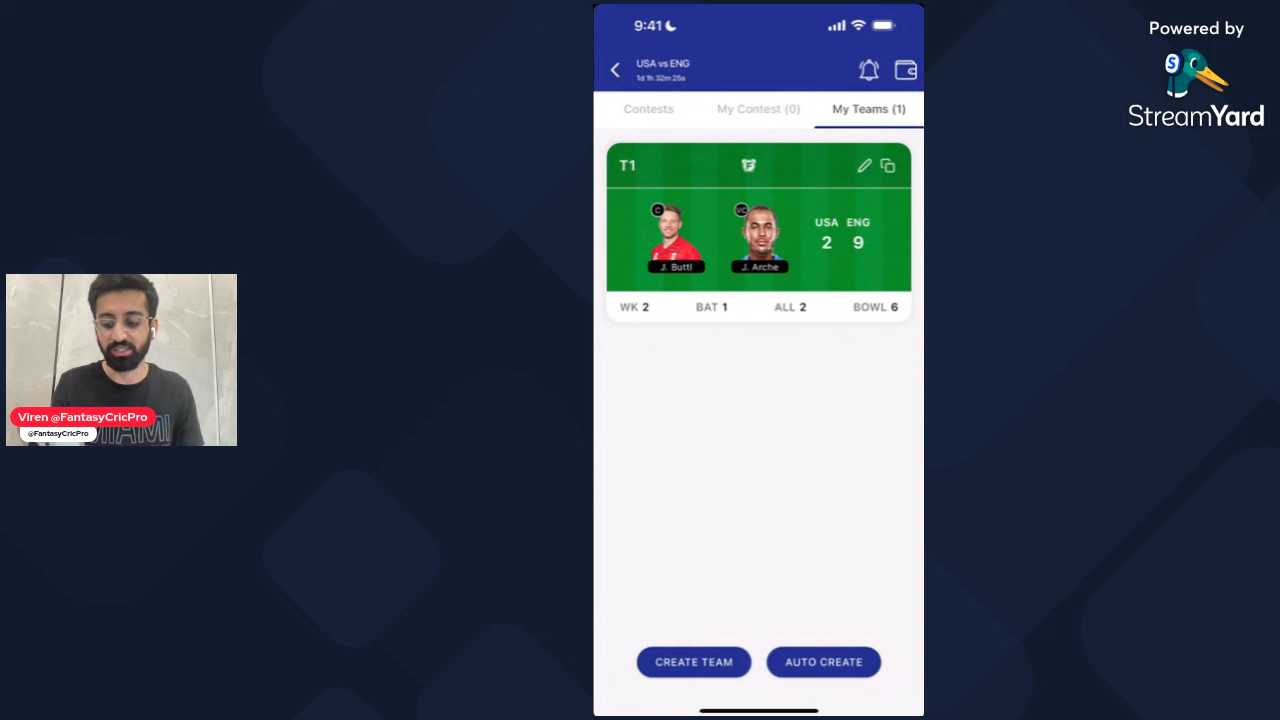 Powered by
StreamYard
9:41
USA vs ENG
1d 1h 32m 25s
Contests
My Contest (0)
My Teams (1)
T1
C
VC
USA ENG
2 9
J. Buttl
J. Arche
WK 2
BAT 1
ALL 2
BOWL 6
CREATE TEAM
AUTO CREATE
Viren @FantasyCricPro
@FantasyCricPro
MIAMI